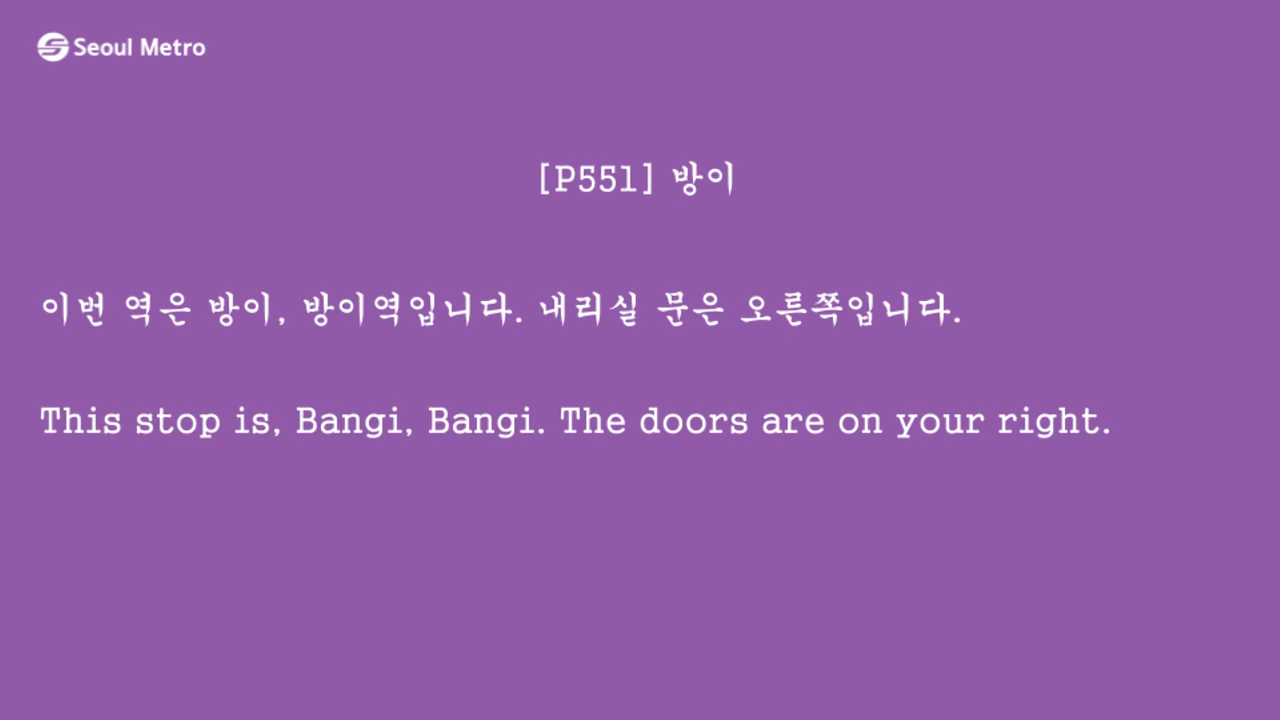 Seoul Metro
[P551] 방이
이번 역은 방이, 방이역입니다. 내리실 문은 오른쪽입니다.
This stop is, Bangi, Bangi. The doors are on your right.